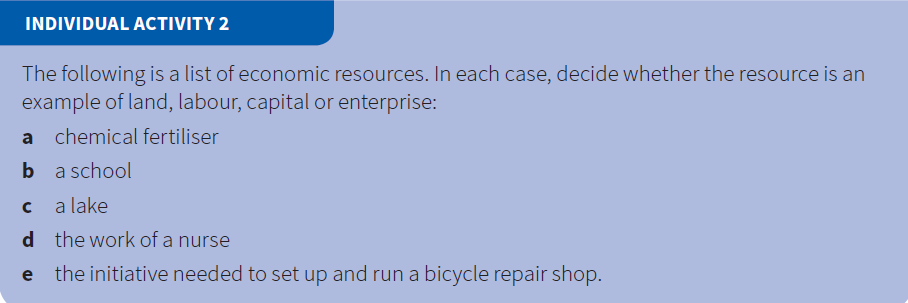 INDIVIDUAL ACTIVITY 2
The following is a list of economic resources. In each case, decide whether the resource is an
example of land, labour, capital or enterprise:
a chemical fertiliser
b a school
c a lake
d the work of a nurse
e the initiative needed to set up and run a bicycle repair shop.